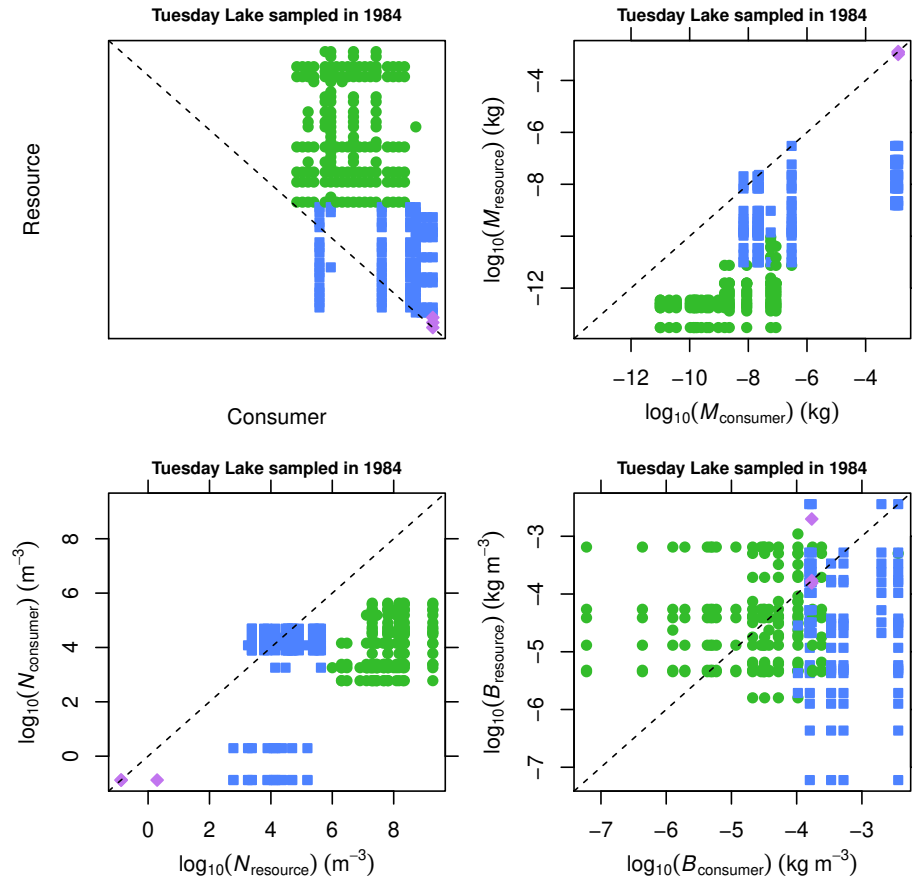 Tuesday Lake sampled in 1984
Resource
Consumer
Tuesday Lake sampled in 1984
−4
−6
−8
−12
log10(Mresource) (kg)
−12 −10 −8 −6 −4
log10(Mconsumer) (kg)
Tuesday Lake sampled in 1984
8
6
4
2
0
log10(Nconsumer) (m−3)
0 2 4 6 8
log10(Nresource) (m−3)
Tuesday Lake sampled in 1984
−3
−4
−5
−6
−7
log10(Bresource) (kg m−3)
−7 −6 −5 −4 −3
log10(Bconsumer) (kg m−3)